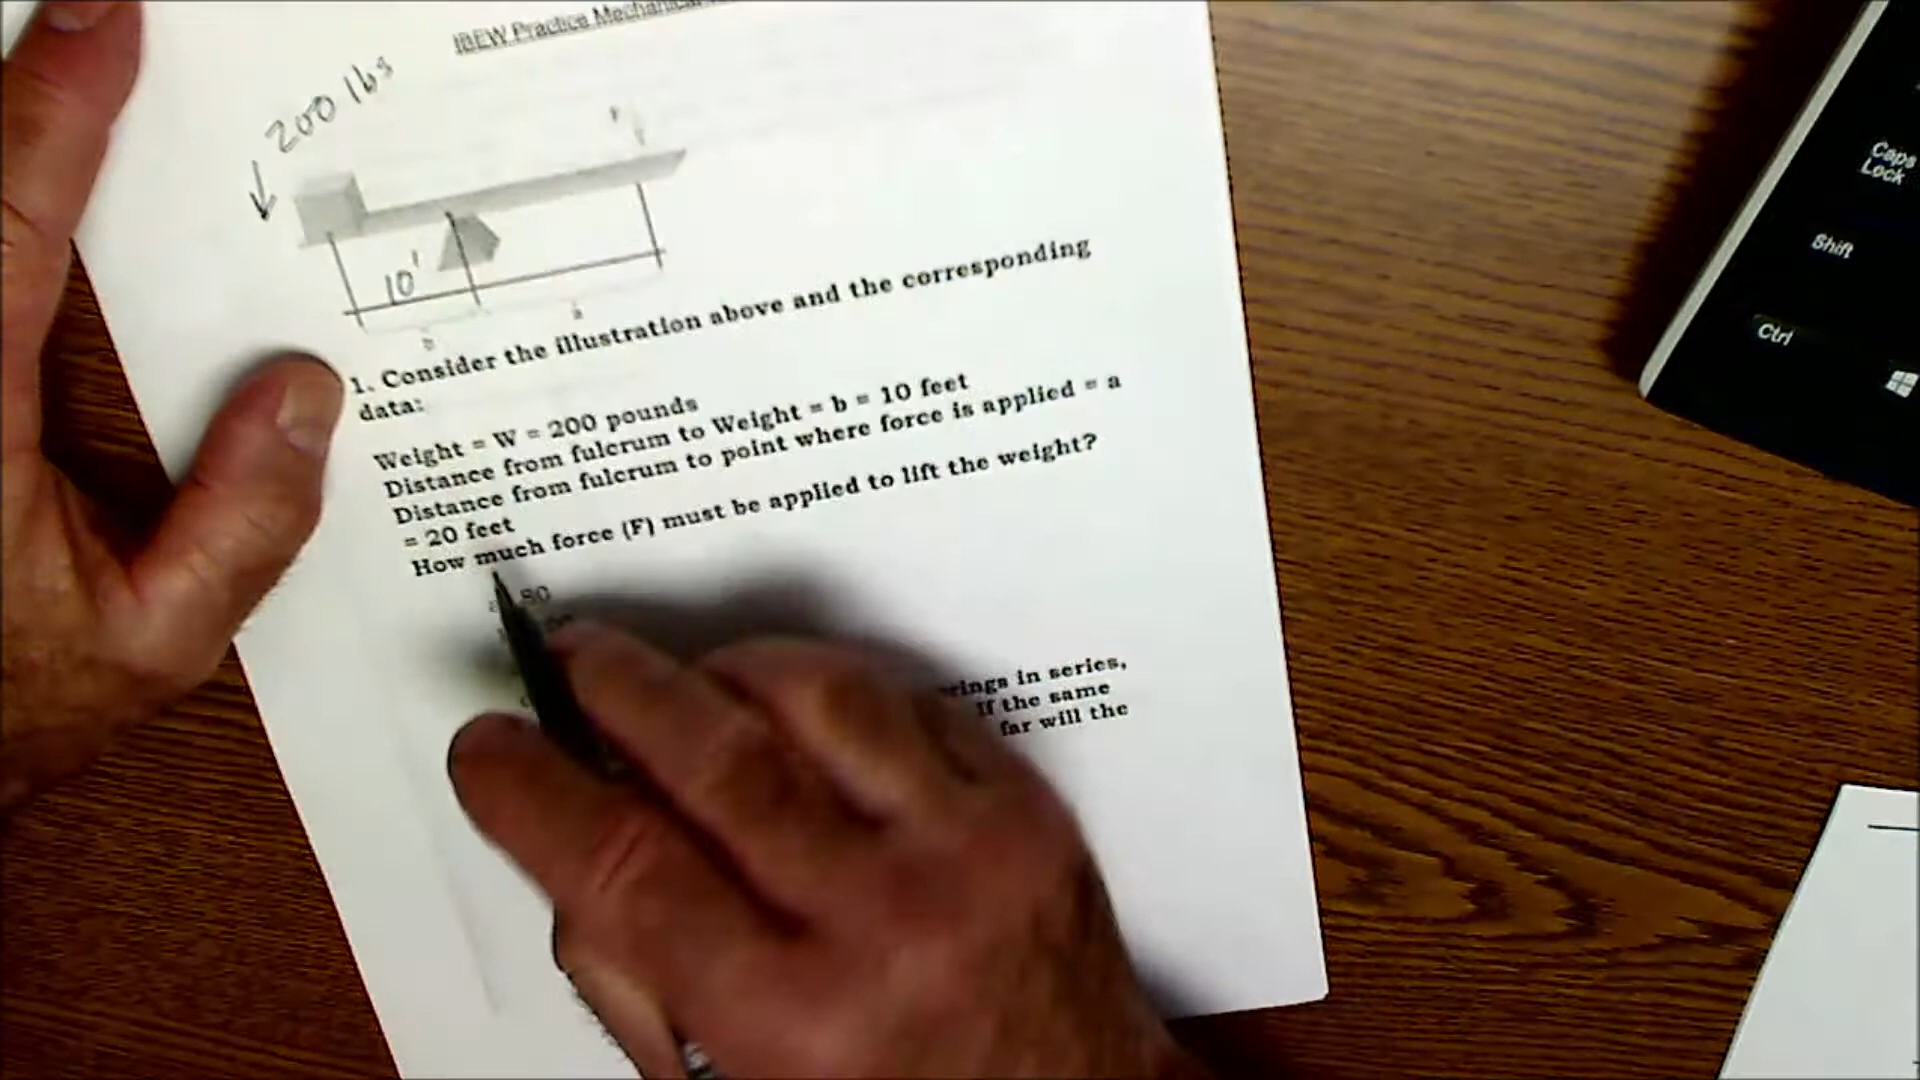 IBEW Practice Mechanical
200 lbs
F
10'
b
a
1. Consider the illustration above and the corresponding
data:
Weight = W = 200 pounds
Distance from fulcrum to Weight = b = 10 feet
Distance from fulcrum to point where force is applied = a
= 20 feet
How much force (F) must be applied to lift the weight?
80
in series,
If the same
far will the
Caps
Lock
Shift
Ctrl